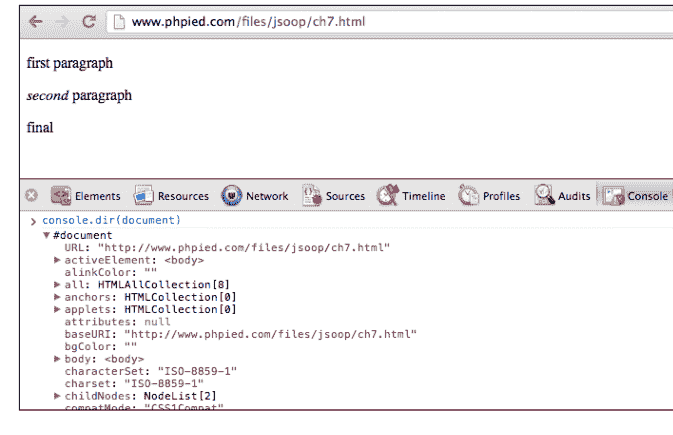 www.phpied.com/files/jsoop/ch7.html
first paragraph
second paragraph
final
Elements Resources Network Sources Timeline Profiles Audits Console
> console.dir(document)
▼#document
URL: "http://www.phpied.com/files/jsoop/ch7.html"
▶activeElement: <body>
alinkColor: ""
▶all: HTMLAllCollection[8]
▶anchors: HTMLCollection[0]
▶applets: HTMLCollection[0]
attributes: null
baseURI: "http://www.phpied.com/files/jsoop/ch7.html"
bgColor: ""
▶body: <body>
characterSet: "ISO-8859-1"
charset: "ISO-8859-1"
▶childNodes: NodeList[2]
compatMode: "CSS1Compat"